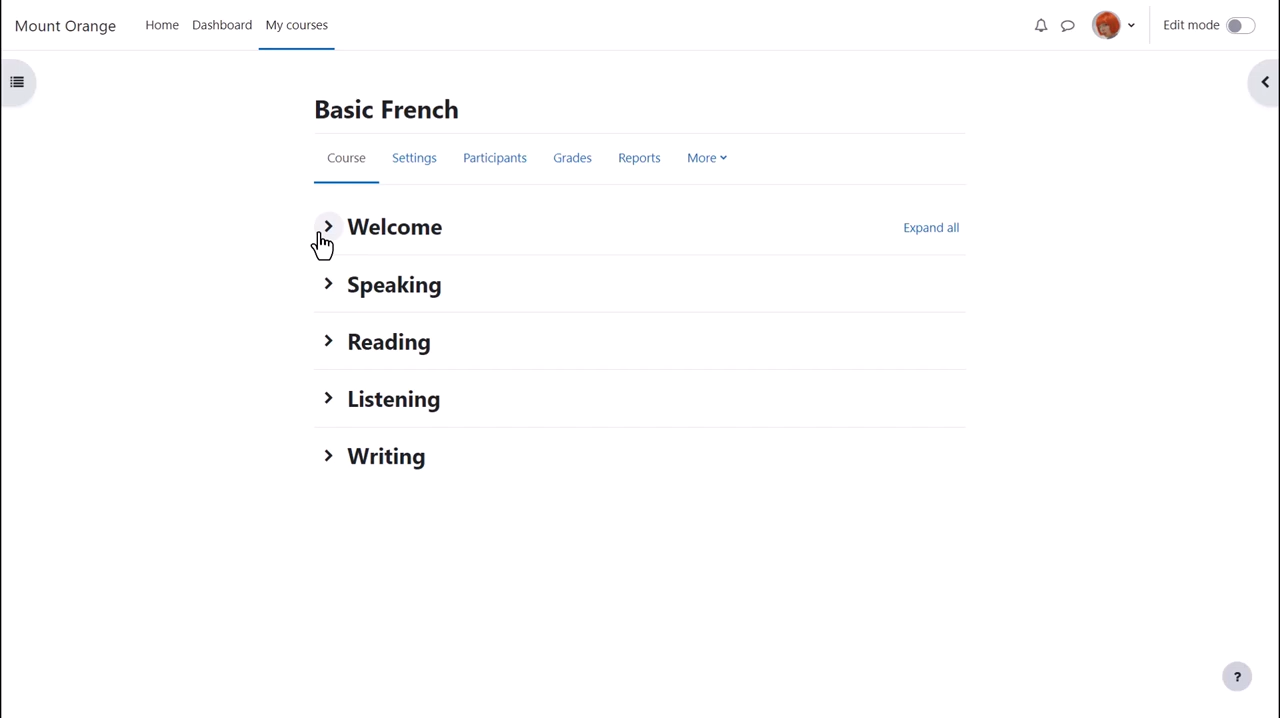 Mount Orange Home Dashboard My courses Edit mode
Basic French
Course Settings Participants Grades Reports More
Welcome Expand all
Speaking
Reading
Listening
Writing
?